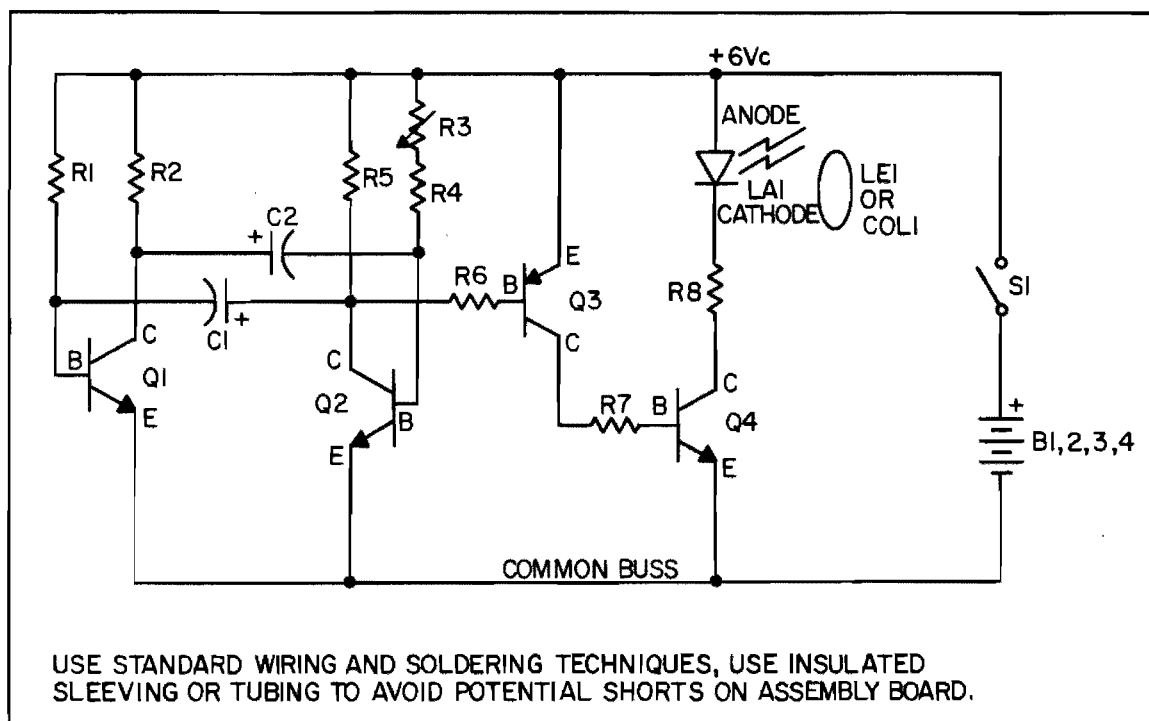 +6Vc
ANODE
R3
R1
R2
R5
R4
LA1
CATHODE
LE1
OR
COL1
C2
+
R6
E
B
Q3
S1
R8
C1
+
C
C
B
Q1
C
C
Q2
R7
B
Q4
+
E
B
B1,2,3,4
E
E
COMMON BUSS
USE STANDARD WIRING AND SOLDERING TECHNIQUES, USE INSULATED
SLEEVING OR TUBING TO AVOID POTENTIAL SHORTS ON ASSEMBLY BOARD.